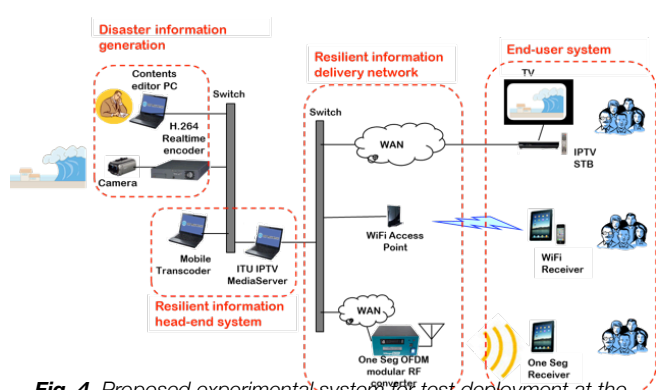 Disaster information
generation
Contents
editor PC
H.264
Realtime
encoder
Camera
Switch
Mobile
Transcoder
ITU IPTV
MediaServer
Resilient information
head-end system
Resilient information
delivery network
Switch
WAN
WiFi Access
Point
WAN
One Seg OFDM
modular RF
converter
End-user system
TV
IPTV
STB
WiFi
Receiver
One Seg
Receiver
Fig. 4 Proposed experimental system for test deployment at the